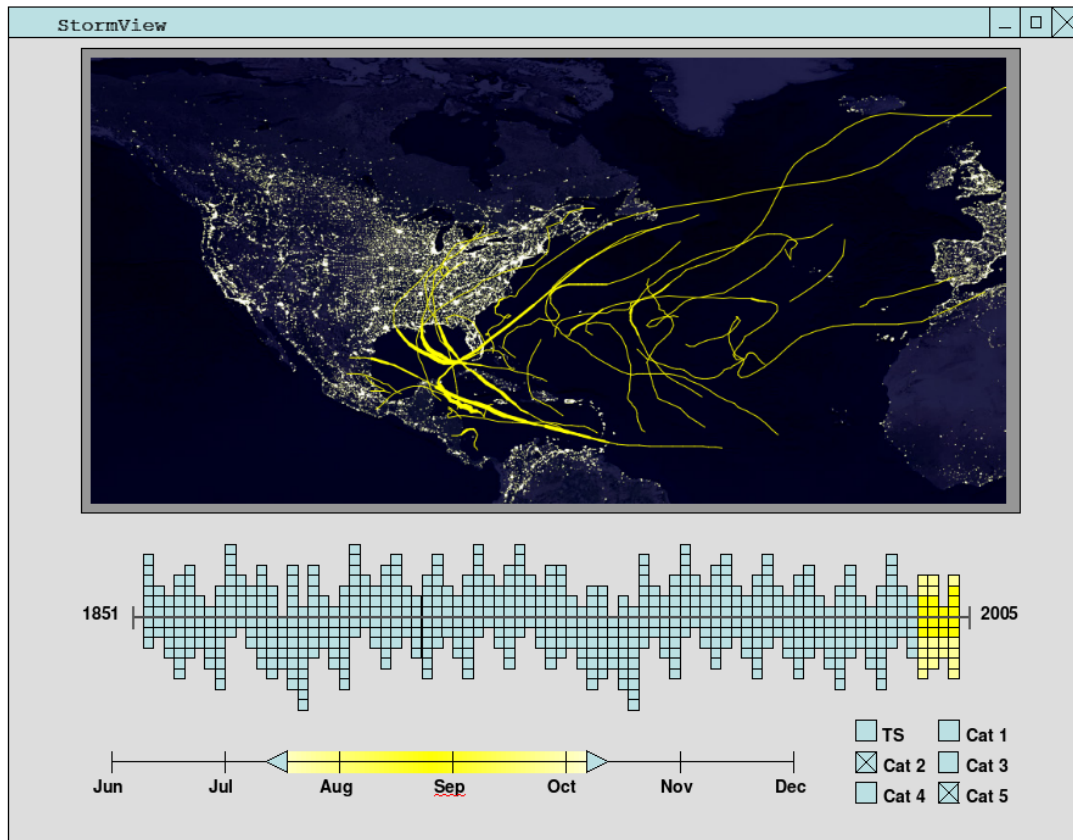 StormView
1851 2005
TS Cat 1
Cat 2 Cat 3
Cat 4 Cat 5
Jun Jul Aug Sep Oct Nov Dec